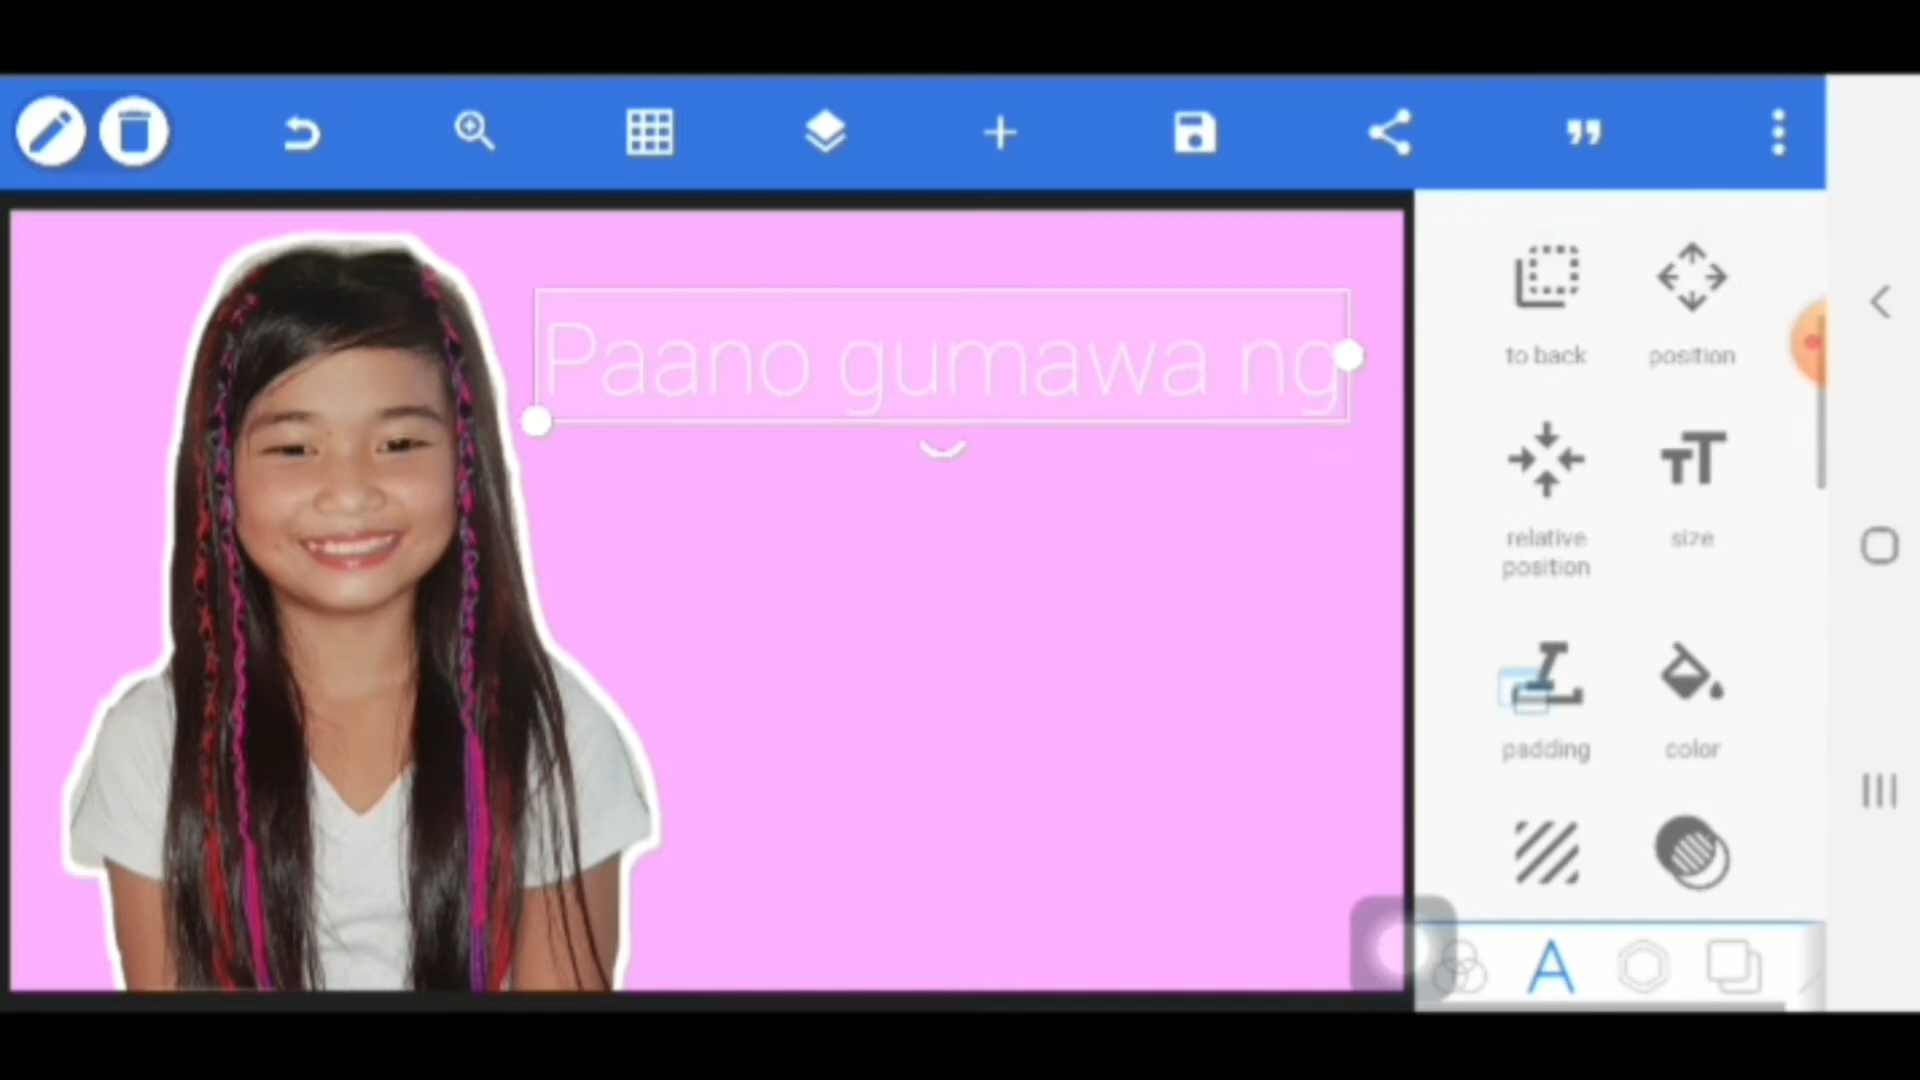 Paano gumawa ng
to back
position
relative
position
size
padding
color